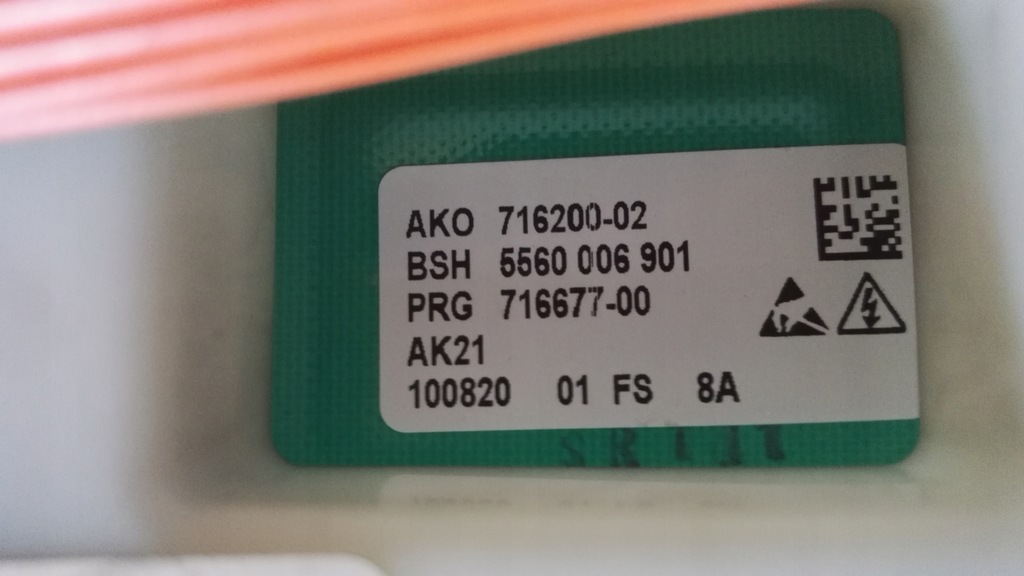 AKO 716200-02
BSH 5560 006 901
PRG 716677-00
AK21
100820 01 FS 8A